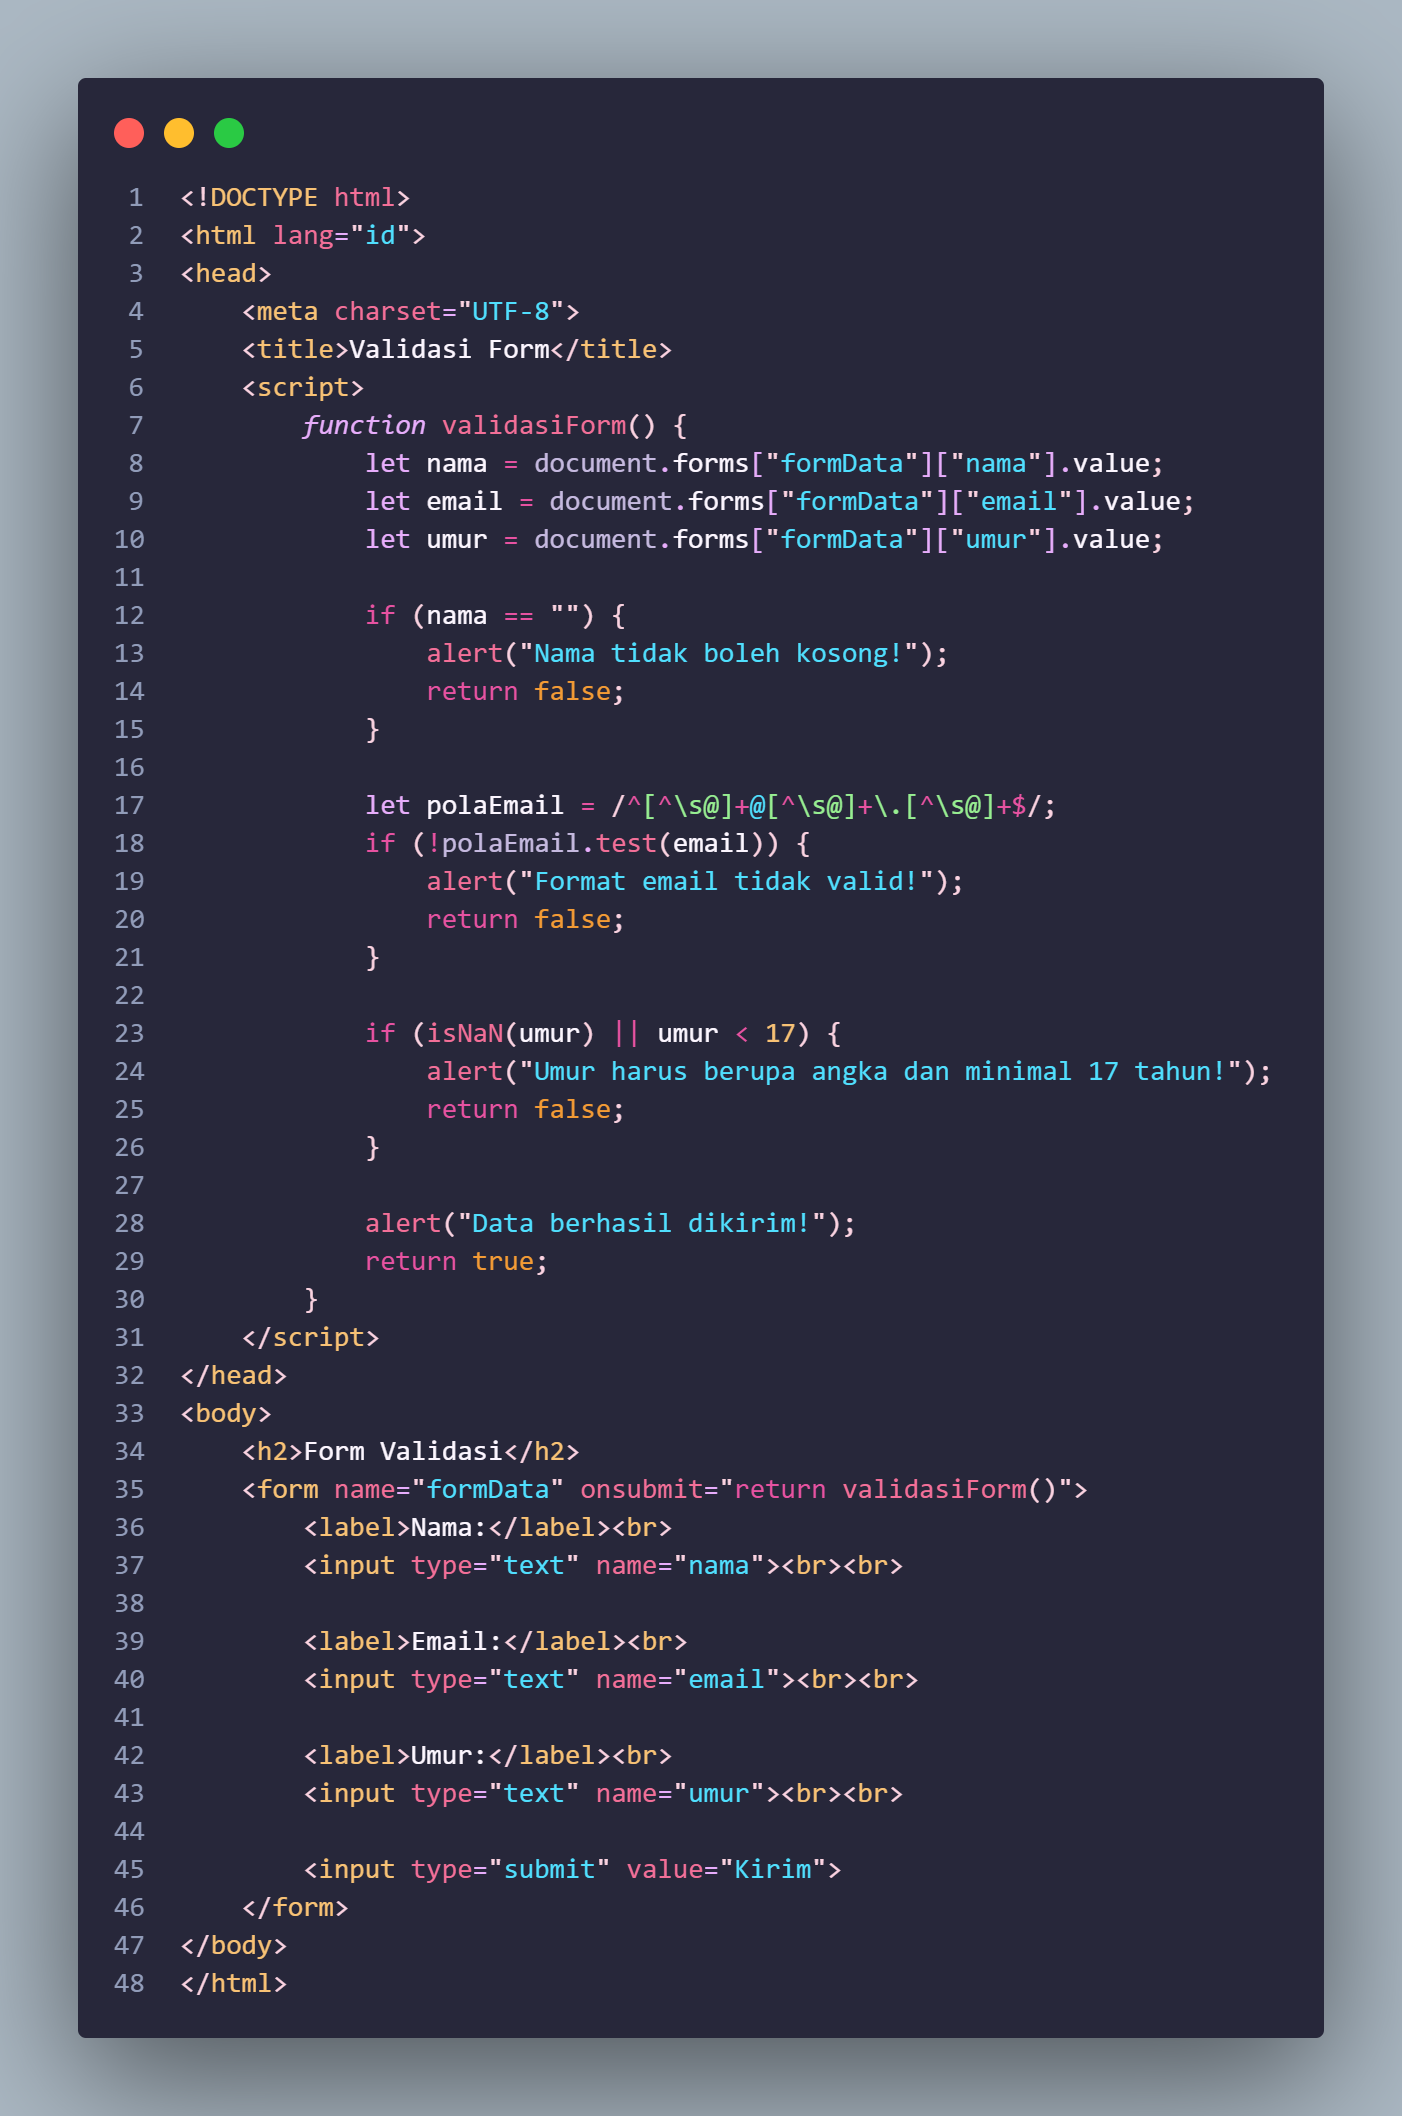 1 <!DOCTYPE html>
2 <html lang="id">
3 <head>
4     <meta charset="UTF-8">
5     <title>Validasi Form</title>
6     <script>
7         function validasiForm() {
8             let nama = document.forms["formData"]["nama"].value;
9             let email = document.forms["formData"]["email"].value;
10             let umur = document.forms["formData"]["umur"].value;
11
12             if (nama == "") {
13                 alert("Nama tidak boleh kosong!");
14                 return false;
15             }
16
17             let polaEmail = /^[^\s@]+@[^\s@]+\.[^\s@]+$/;
18             if (!polaEmail.test(email)) {
19                 alert("Format email tidak valid!");
20                 return false;
21             }
22
23             if (isNaN(umur) || umur < 17) {
24                 alert("Umur harus berupa angka dan minimal 17 tahun!");
25                 return false;
26             }
27
28             alert("Data berhasil dikirim!");
29             return true;
30         }
31     </script>
32 </head>
33 <body>
34     <h2>Form Validasi</h2>
35     <form name="formData" onsubmit="return validasiForm()">
36         <label>Nama:</label><br>
37         <input type="text" name="nama"><br><br>
38
39         <label>Email:</label><br>
40         <input type="text" name="email"><br><br>
41
42         <label>Umur:</label><br>
43         <input type="text" name="umur"><br><br>
44
45         <input type="submit" value="Kirim">
46     </form>
47 </body>
48 </html>